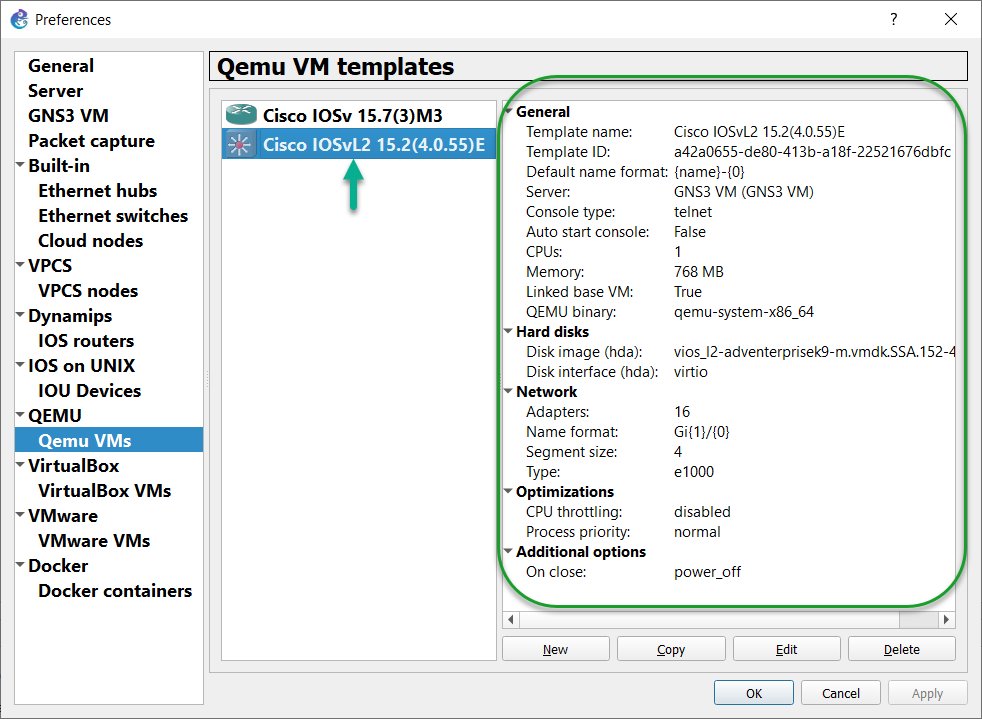 Preferences
?
General
Server
GNS3 VM
Packet capture
Built-in
Ethernet hubs
Ethernet switches
Cloud nodes
VPCS
VPCS nodes
Dynamips
IOS routers
IOS on UNIX
IOU Devices
QEMU
Qemu VMs
VirtualBox
VirtualBox VMs
VMware
VMware VMs
Docker
Docker containers
Qemu VM templates
Cisco IOSv 15.7(3)M3
Cisco IOSvL2 15.2(4.0.55)E
General
Template name: Cisco IOSvL2 15.2(4.0.55)E
Template ID: a42a0655-de80-413b-a18f-22521676dbfc
Default name format: {name}-{0}
Server: GNS3 VM (GNS3 VM)
Console type: telnet
Auto start console: False
CPUs: 1
Memory: 768 MB
Linked base VM: True
QEMU binary: qemu-system-x86_64
Hard disks
Disk image (hda): vios_l2-adventerprisek9-m.vmdk.SSA.152-4
Disk interface (hda): virtio
Network
Adapters: 16
Name format: Gi{1}/{0}
Segment size: 4
Type: e1000
Optimizations
CPU throttling: disabled
Process priority: normal
Additional options
On close: power_off
New Copy Edit Delete
OK Cancel Apply